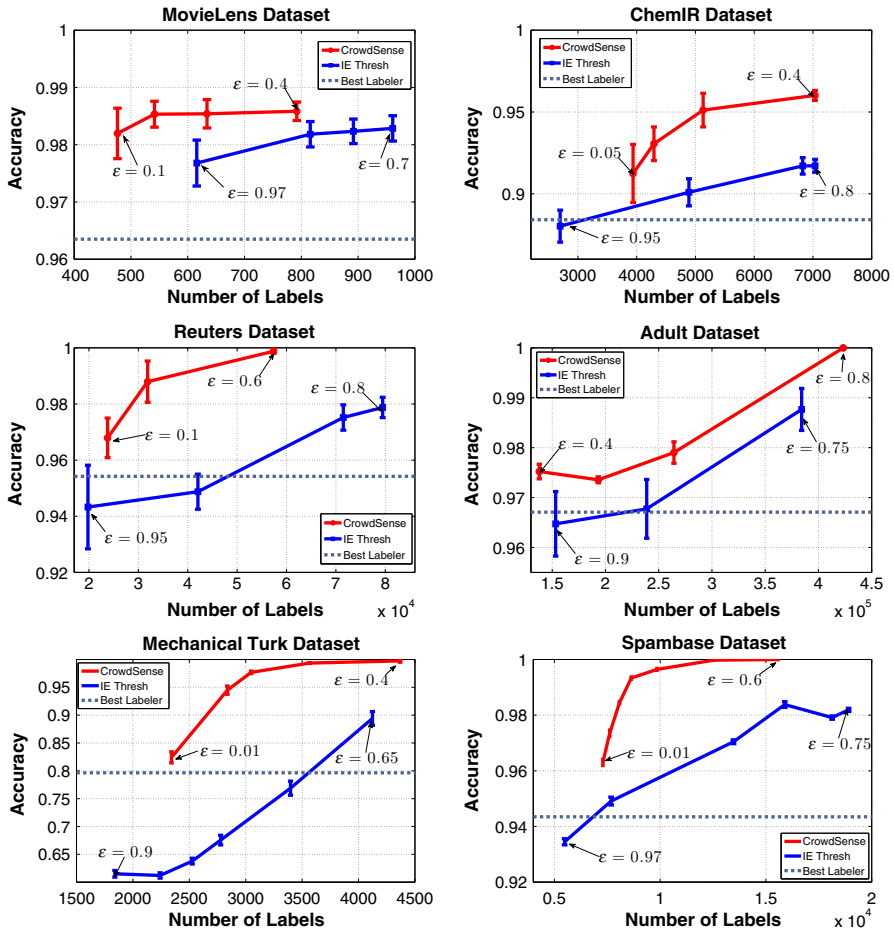 MovieLens Dataset
1
0.99
0.98
0.97
0.96
Accuracy
400 500 600 700 800 900 1000
Number of Labels
CrowdSense
IE Thresh
Best Labeler
ε = 0.4
ε = 0.1
ε = 0.97
ε = 0.7
ChemIR Dataset
1
0.95
0.9
Accuracy
3000 4000 5000 6000 7000 8000
Number of Labels
CrowdSense
IE Thresh
Best Labeler
ε = 0.4
ε = 0.05
ε = 0.8
ε = 0.95
Reuters Dataset
1
0.98
0.96
0.94
0.92
Accuracy
2 3 4 5 6 7 8
x 10^4
Number of Labels
CrowdSense
IE Thresh
Best Labeler
ε = 0.6
ε = 0.8
ε = 0.1
ε = 0.95
Adult Dataset
1
0.99
0.98
0.97
0.96
Accuracy
1.5 2 2.5 3 3.5 4 4.5
x 10^5
Number of Labels
CrowdSense
IE Thresh
Best Labeler
ε = 0.8
ε = 0.4
ε = 0.75
ε = 0.9
Mechanical Turk Dataset
0.95
0.9
0.85
0.8
0.75
0.7
0.65
Accuracy
1500 2000 2500 3000 3500 4000 4500
Number of Labels
CrowdSense
IE Thresh
Best Labeler
ε = 0.4
ε = 0.01
ε = 0.65
ε = 0.9
Spambase Dataset
1
0.98
0.96
0.94
0.92
Accuracy
0.5 1 1.5 2
x 10^4
Number of Labels
CrowdSense
IE Thresh
Best Labeler
ε = 0.6
ε = 0.01
ε = 0.75
ε = 0.97